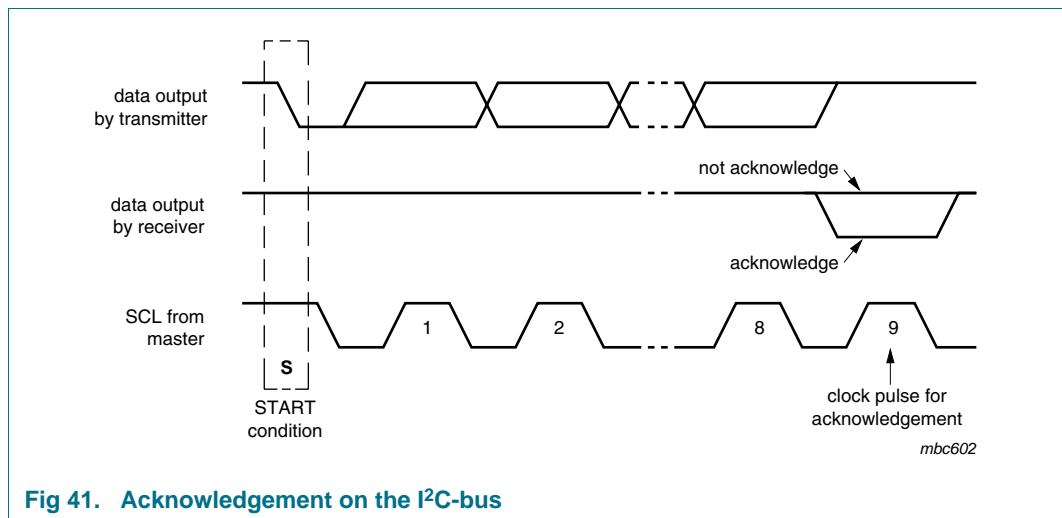 data output
by transmitter
not acknowledge
data output
by receiver
acknowledge
SCL from
master
1
2
8
9
S
START
condition
clock pulse for
acknowledgement
mbc602
Fig 41. Acknowledgement on the I²C-bus